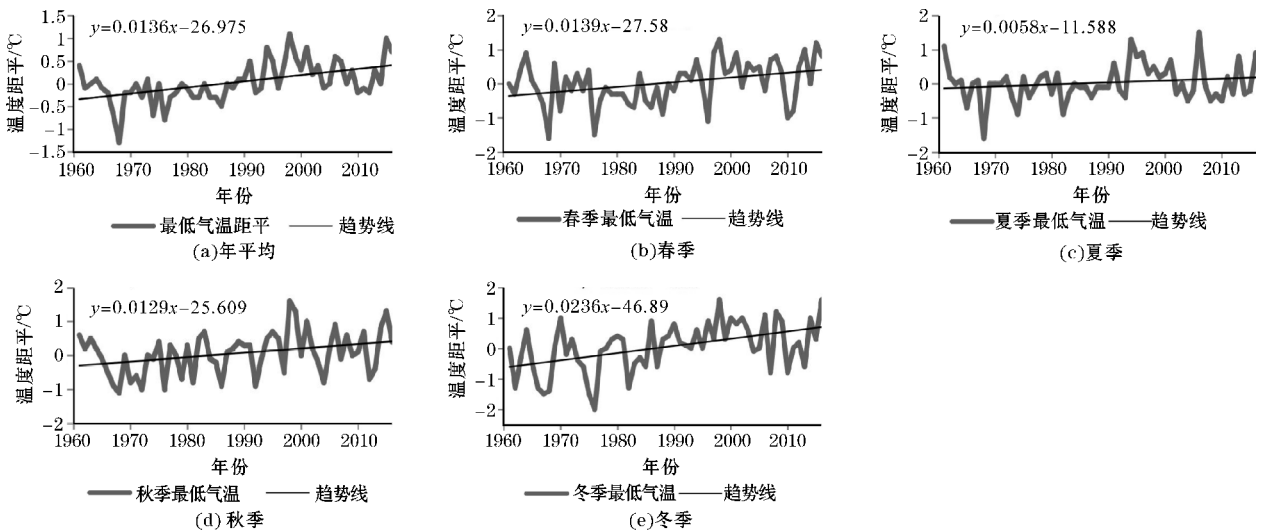 y=0.0136x−26.975
温度距平/℃
1.5
1
0.5
0
−0.5
−1
−1.5
1960 1970 1980 1990 2000 2010
年份
最低气温距平 趋势线
(a)年平均
y=0.0139x−27.58
温度距平/℃
2
1
0
−1
−2
1960 1970 1980 1990 2000 2010
年份
春季最低气温 趋势线
(b)春季
y=0.0058x−11.588
温度距平/℃
2
1
0
−1
−2
1960 1970 1980 1990 2000 2010
年份
夏季最低气温 趋势线
(c)夏季
y=0.0129x−25.609
温度距平/℃
2
1
0
−1
−2
1960 1970 1980 1990 2000 2010
年份
秋季最低气温 趋势线
(d)秋季
y=0.0236x−46.89
温度距平/℃
2
1
0
−1
−2
1960 1970 1980 1990 2000 2010
年份
冬季最低气温 趋势线
(e)冬季